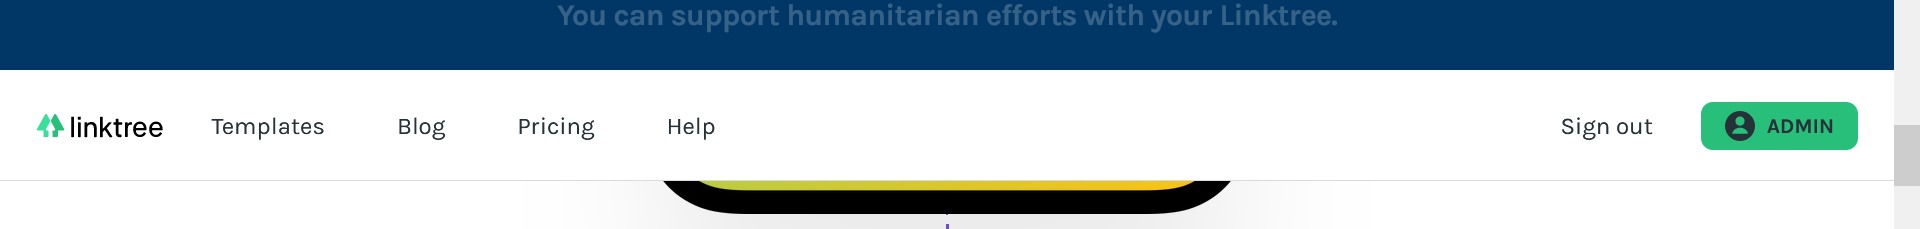 You can support humanitarian efforts with your Linktree.
linktree Templates Blog Pricing Help Sign out ADMIN